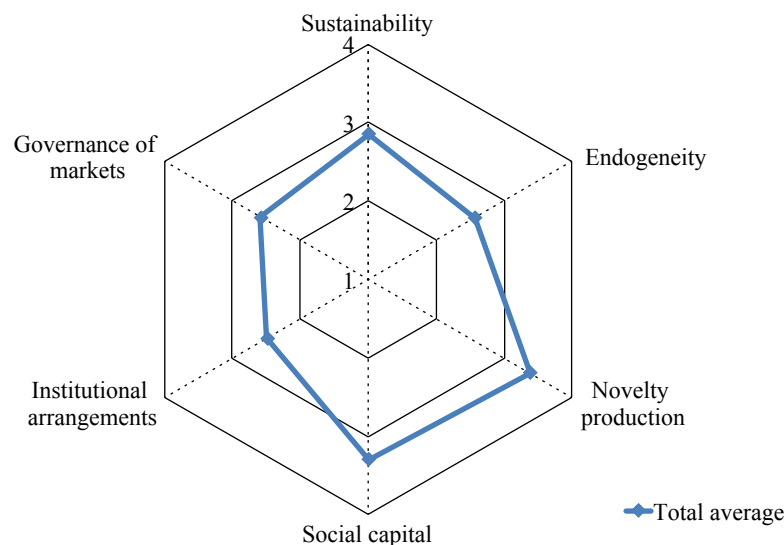 Sustainability
4
3
2
1
Governance of
markets
Endogeneity
Institutional
arrangements
Novelty
production
Social capital
Total average